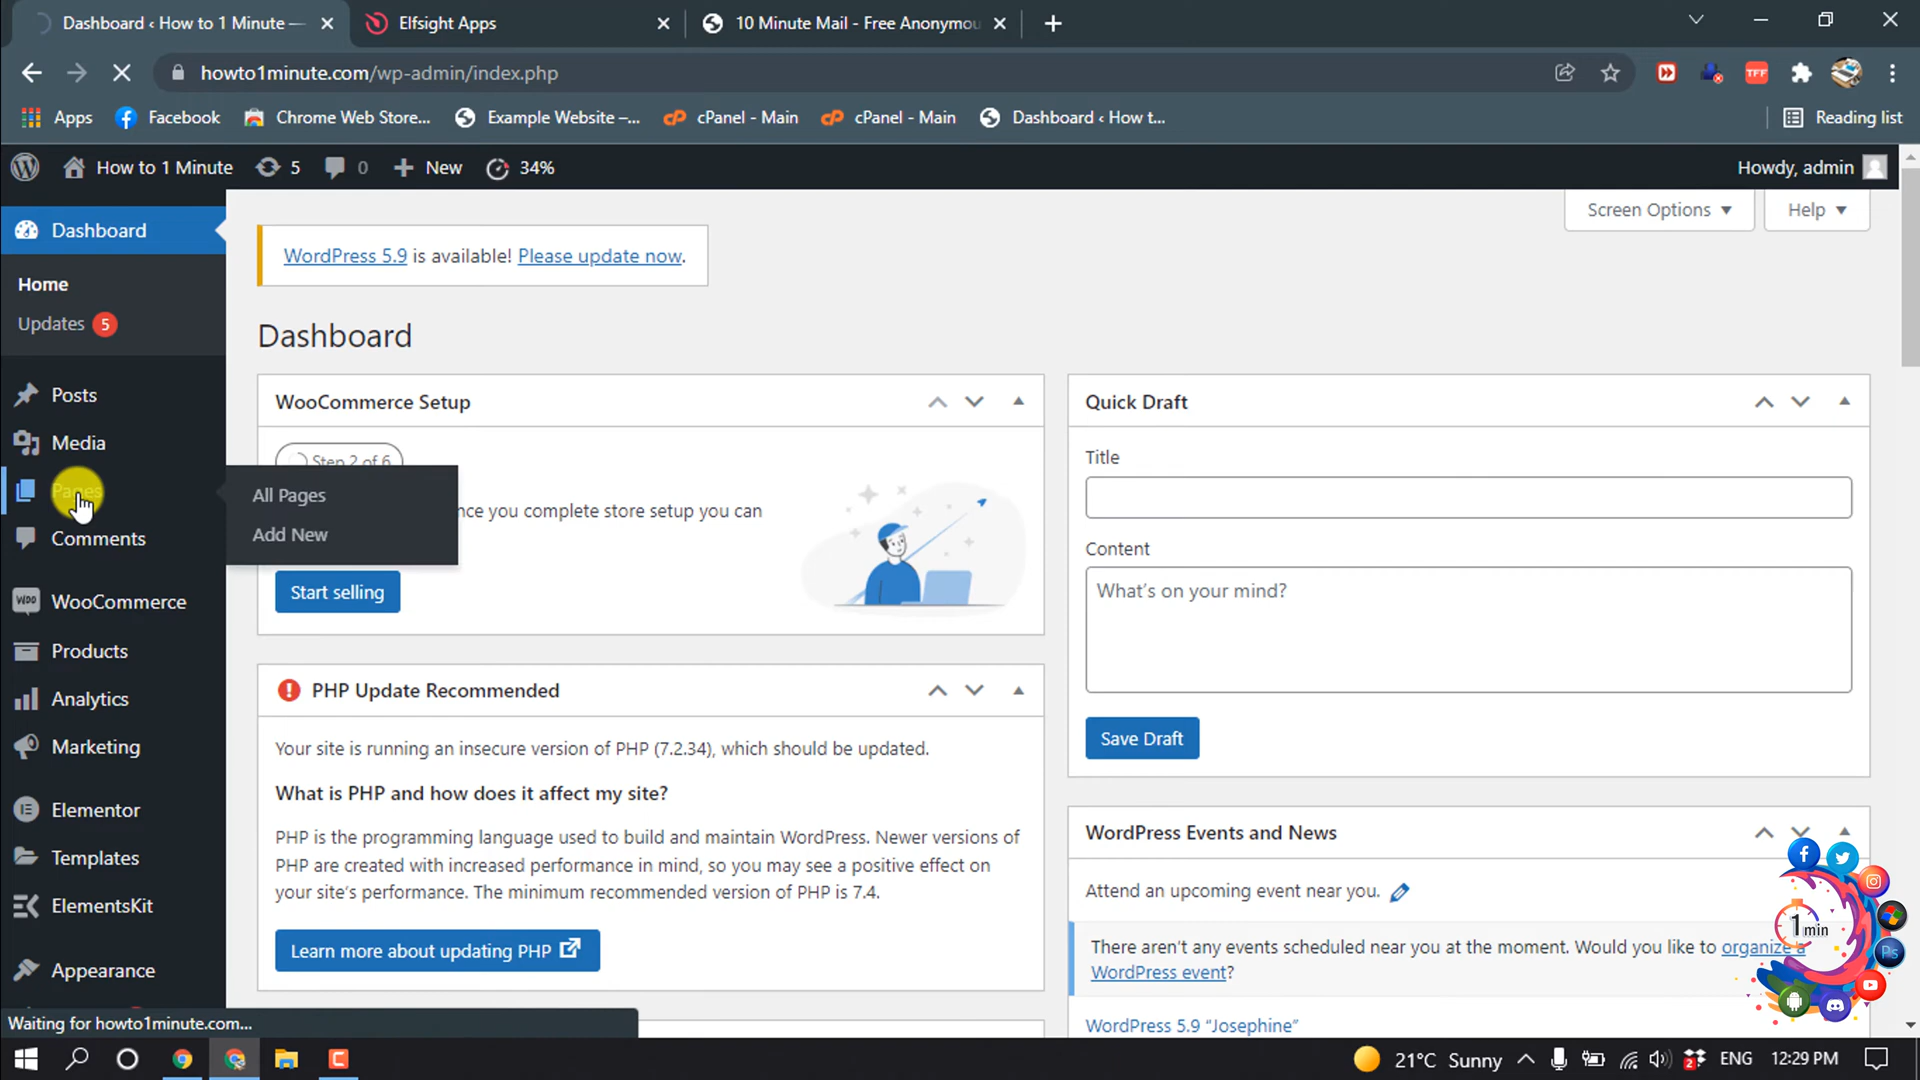 Dashboard ‹ How to 1 Minute —
Elfsight Apps
10 Minute Mail - Free Anonymou
howto1minute.com/wp-admin/index.php
TFF
Apps
Facebook
Chrome Web Store...
Example Website –...
cPanel - Main
cPanel - Main
Dashboard ‹ How t...
Reading list
How to 1 Minute
5
0
New
34%
Howdy, admin
Screen Options
Help
Dashboard
Home
Updates 5
Posts
Media
Pages
Comments
WooCommerce
Products
Analytics
Marketing
Elementor
Templates
ElementsKit
Appearance
All Pages
Add New
WordPress 5.9 is available! Please update now.
Dashboard
WooCommerce Setup
Step 2 of 6
nce you complete store setup you can
Start selling
PHP Update Recommended
Your site is running an insecure version of PHP (7.2.34), which should be updated.
What is PHP and how does it affect my site?
PHP is the programming language used to build and maintain WordPress. Newer versions of
PHP are created with increased performance in mind, so you may see a positive effect on
your site's performance. The minimum recommended version of PHP is 7.4.
Learn more about updating PHP
Quick Draft
Title
Content
What's on your mind?
Save Draft
WordPress Events and News
Attend an upcoming event near you.
There aren't any events scheduled near you at the moment. Would you like to organize a
WordPress event?
WordPress 5.9 "Josephine"
1 min
Ps
Waiting for howto1minute.com...
21°C Sunny
2
ENG
12:29 PM